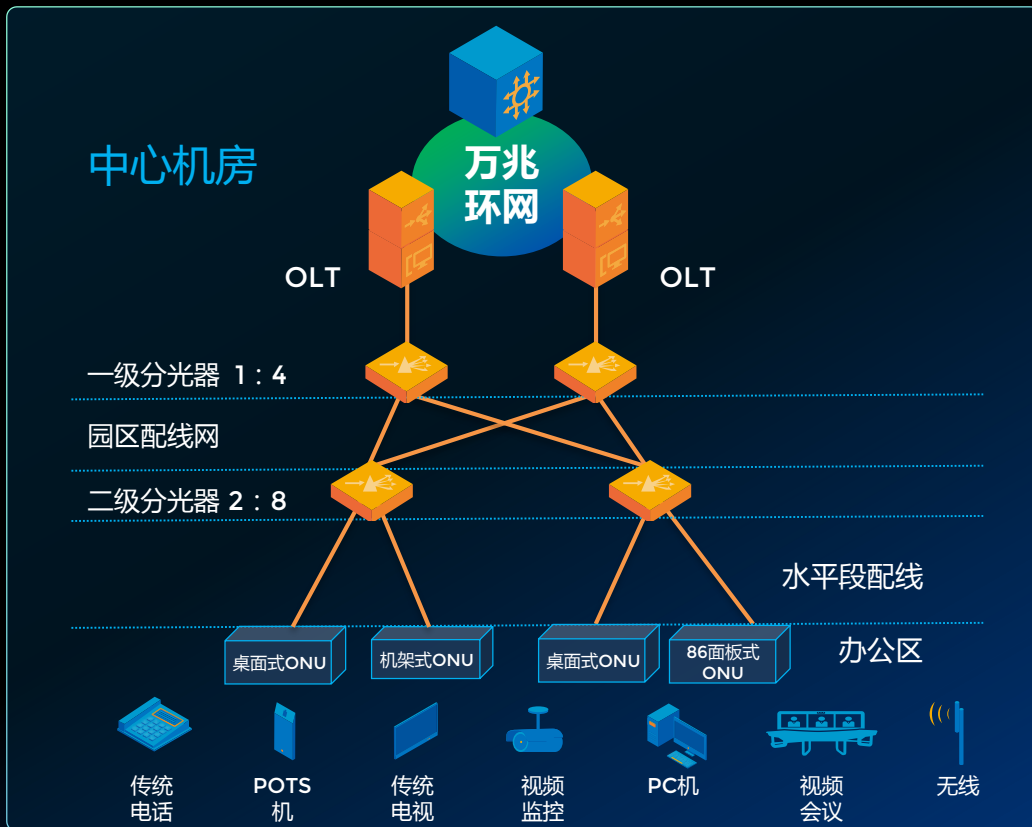 万兆
环网
中心机房
OLT
OLT
一级分光器 1：4
园区配线网
二级分光器 2：8
水平段配线
桌面式ONU
机架式ONU
桌面式ONU
86面板式
ONU
办公区
传统
电话
POTS
机
传统
电视
视频
监控
PC机
视频
会议
无线